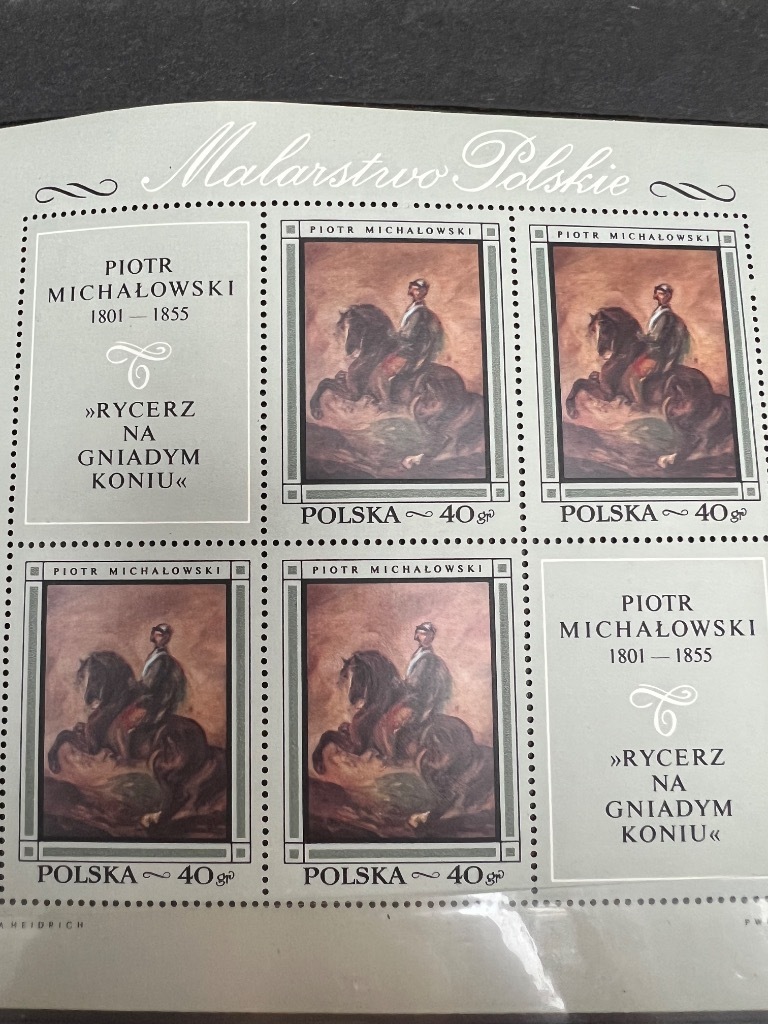 Malarstwo Polskie
PIOTR
MICHAŁOWSKI
1801 — 1855
»RYCERZ
NA
GNIADYM
KONIU«
PIOTR MICHAŁOWSKI
POLSKA ~ 40 gr
PIOTR MICHAŁOWSKI
POLSKA ~ 40 gr
PIOTR MICHAŁOWSKI
POLSKA ~ 40 gr
PIOTR MICHAŁOWSKI
POLSKA ~ 40 gr
PIOTR
MICHAŁOWSKI
1801 — 1855
»RYCERZ
NA
GNIADYM
KONIU«
HEIDRICH